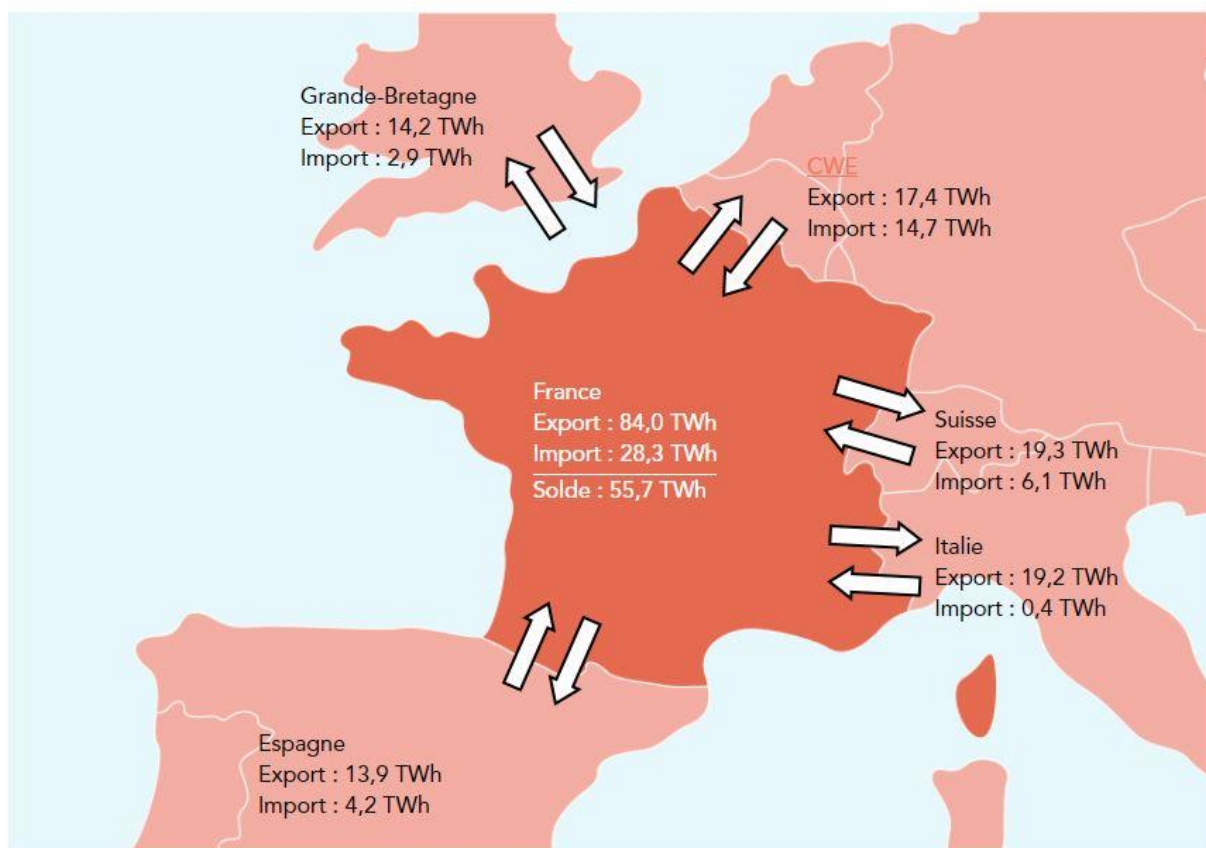 Grande-Bretagne
Export : 14,2 TWh
Import : 2,9 TWh
CWE
Export : 17,4 TWh
Import : 14,7 TWh
France
Export : 84,0 TWh
Import : 28,3 TWh
Solde : 55,7 TWh
Suisse
Export : 19,3 TWh
Import : 6,1 TWh
Italie
Export : 19,2 TWh
Import : 0,4 TWh
Espagne
Export : 13,9 TWh
Import : 4,2 TWh